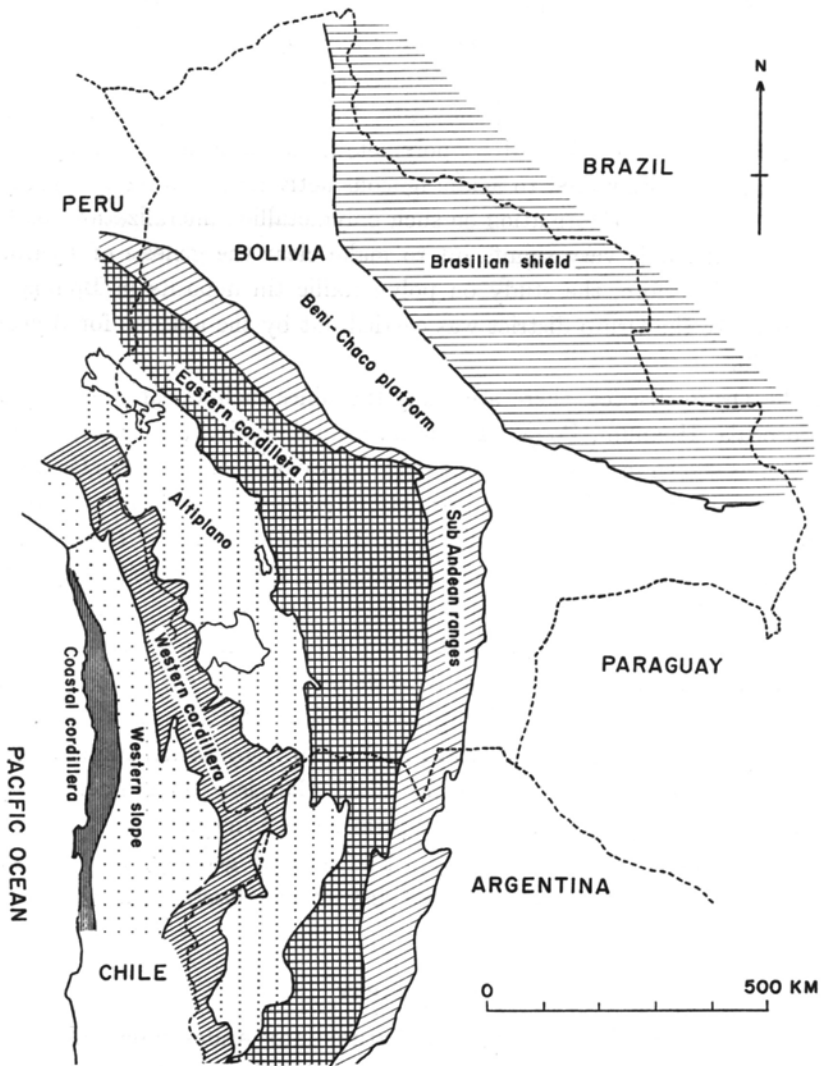 N
BRAZIL
PERU
BOLIVIA
Brasilian shield
Beni-Chaco platform
Eastern cordillera
Altiplano
Sub Andean ranges
Western cordillera
Coastal cordillera
Western slope
PARAGUAY
PACIFIC OCEAN
ARGENTINA
CHILE
0 500 KM